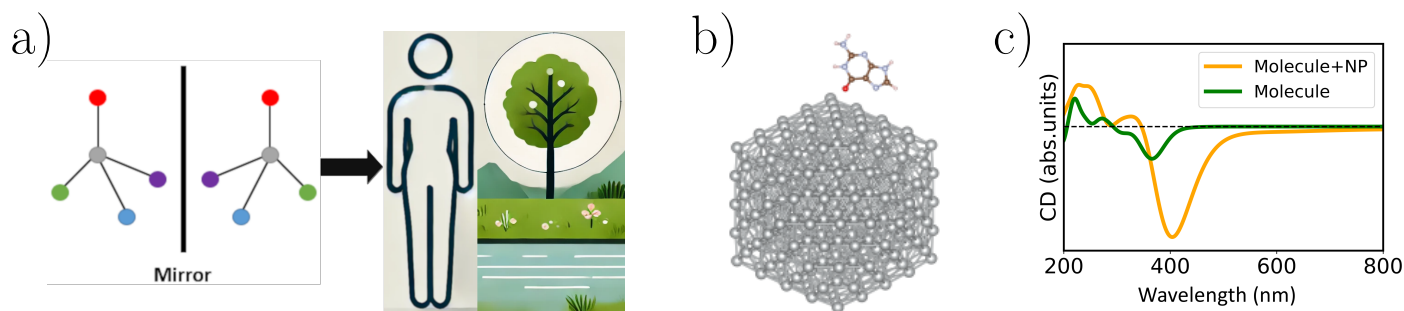 a)
Mirror
b)
c)
CD (abs.units)
Molecule+NP
Molecule
200
400
600
800
Wavelength (nm)